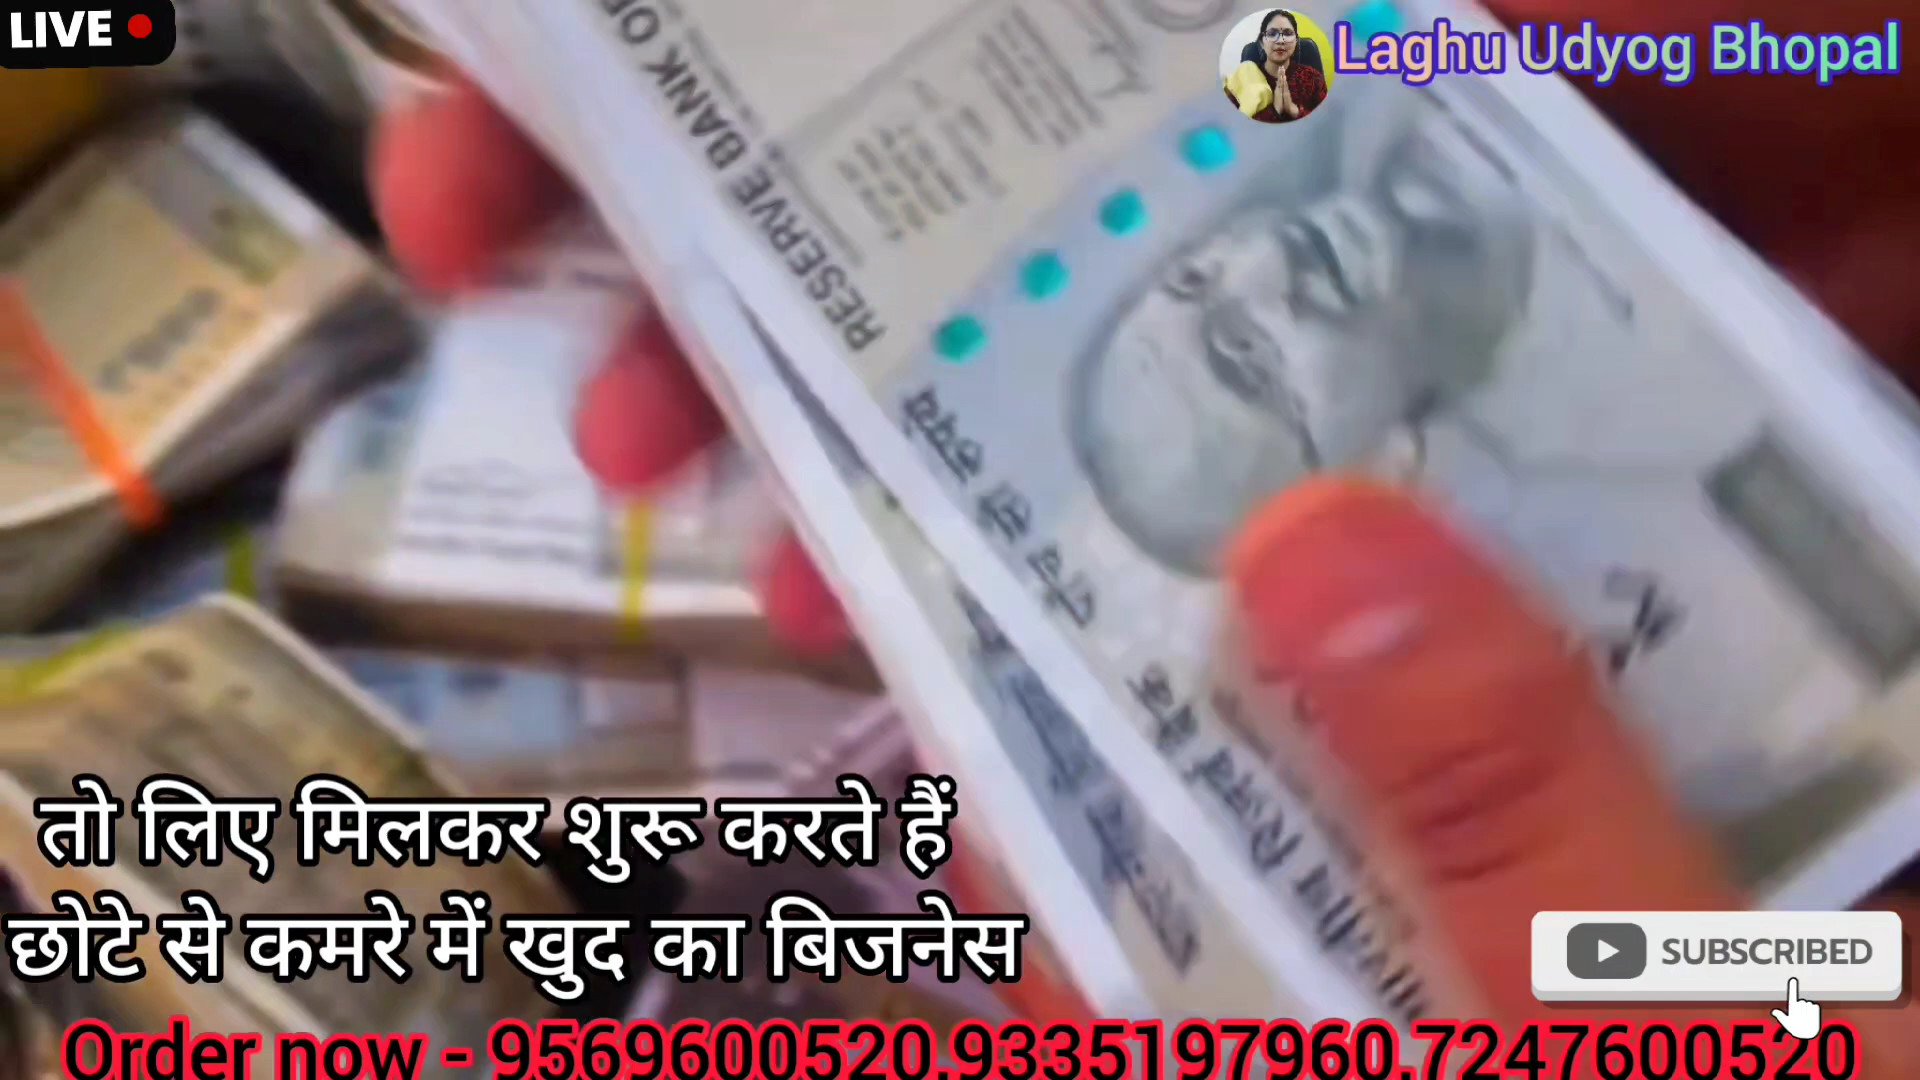 LIVE
Laghu Udyog Bhopal
RESERVE BANK OF
तो लिए मिलकर शुरू करते हैं
छोटे से कमरे में खुद का बिजनेस
SUBSCRIBED
Order now - 9569600520,9335197960,7247600520